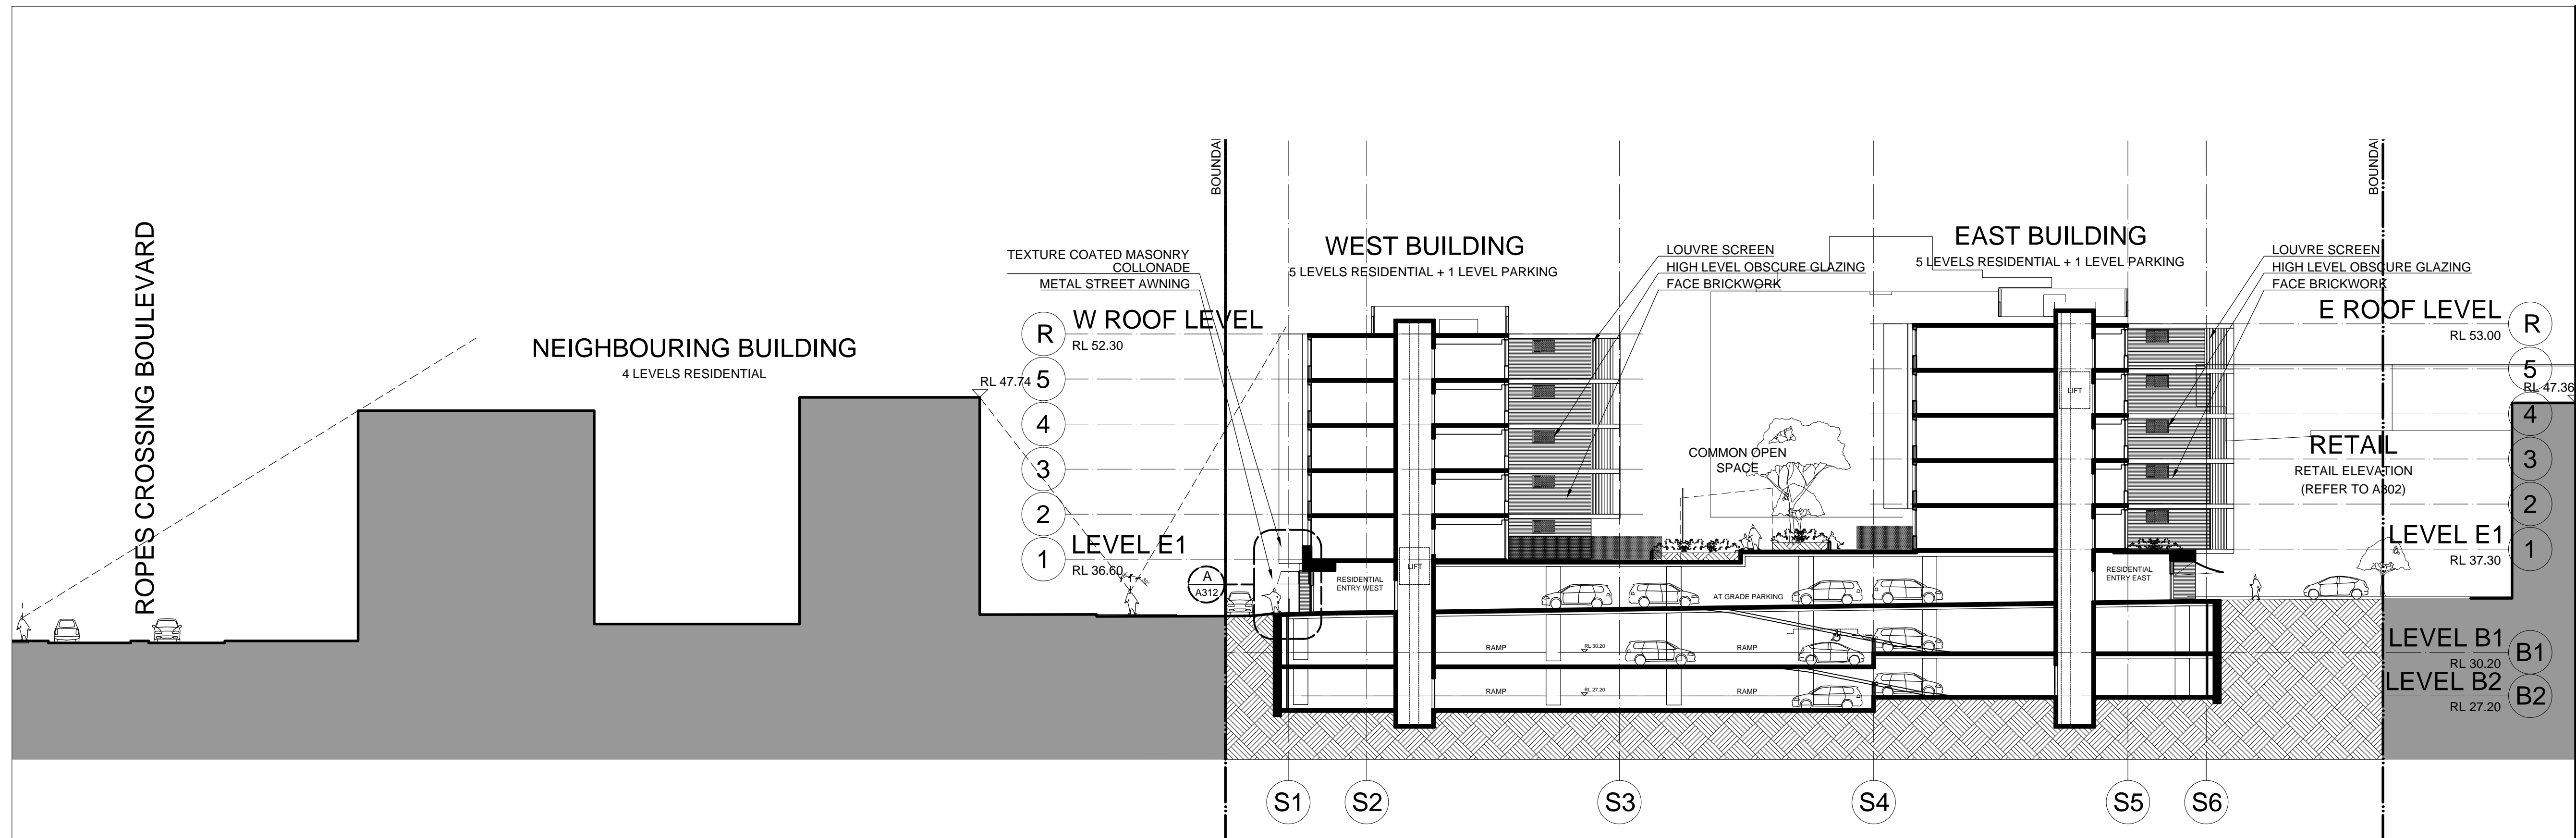 BOUNDA
BOUNDA
ROPES CROSSING BOULEVARD
NEIGHBOURING BUILDING
4 LEVELS RESIDENTIAL
RL 47.74
TEXTURE COATED MASONRY
COLLONADE
METAL STREET AWNING
WEST BUILDING
5 LEVELS RESIDENTIAL + 1 LEVEL PARKING
LOUVRE SCREEN
HIGH LEVEL OBSCURE GLAZING
FACE BRICKWORK
EAST BUILDING
5 LEVELS RESIDENTIAL + 1 LEVEL PARKING
LOUVRE SCREEN
HIGH LEVEL OBSCURE GLAZING
FACE BRICKWORK
R
W ROOF LEVEL
RL 52.30
5
4
3
2
1
LEVEL E1
RL 36.60
A
A312
RESIDENTIAL
ENTRY WEST
LIFT
COMMON OPEN
SPACE
AT GRADE PARKING
RAMP
RL 30.20
RAMP
RAMP
RL 27.20
RAMP
LIFT
RESIDENTIAL
ENTRY EAST
E ROOF LEVEL
R
RL 53.00
5
RL 47.36
4
RETAIL
RETAIL ELEVATION
(REFER TO A302)
3
2
LEVEL E1
1
RL 37.30
LEVEL B1
B1
RL 30.20
LEVEL B2
B2
RL 27.20
S1
S2
S3
S4
S5
S6